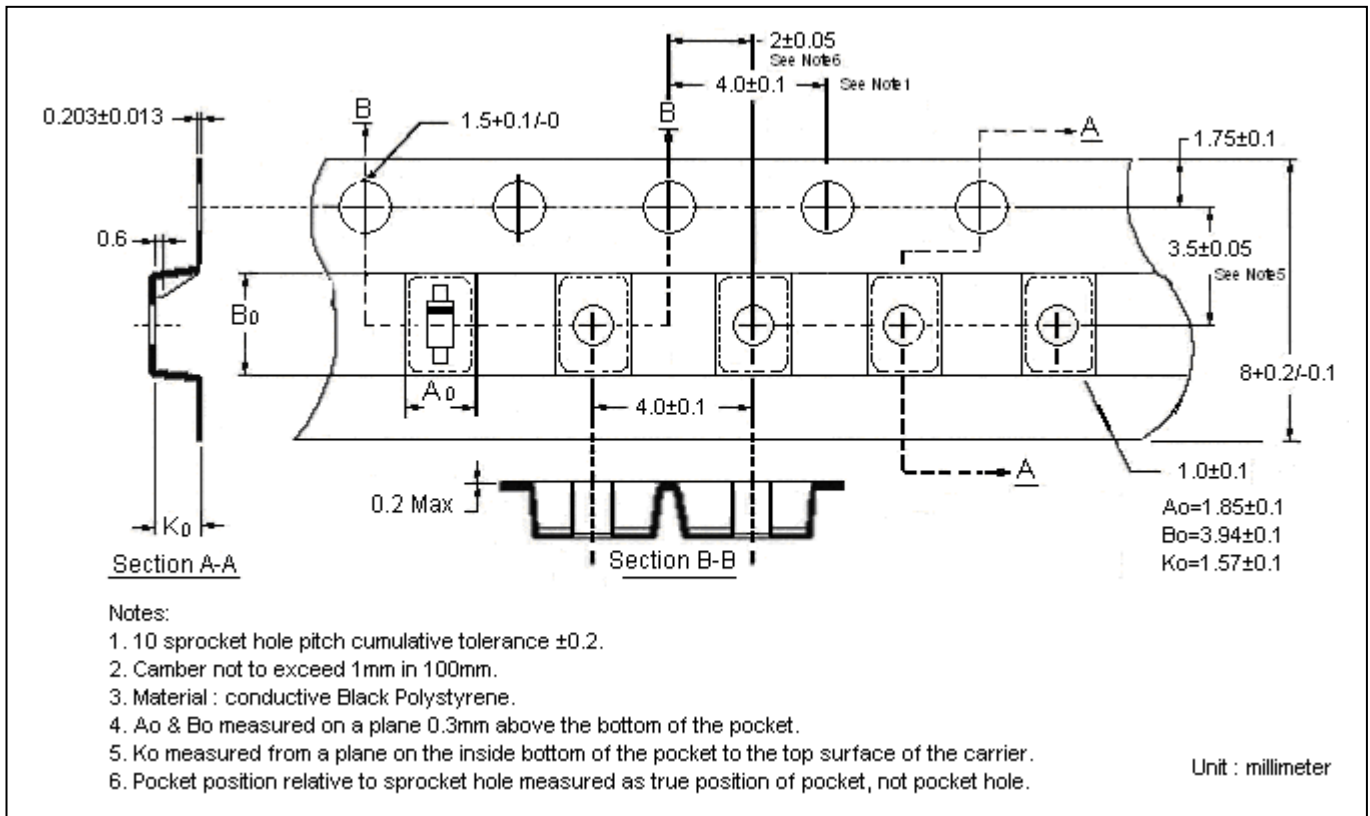 2±0.05
See Note6
4.0±0.1 See Note1
B
B
0.203±0.013
1.5+0.1/-0
A
1.75±0.1
0.6
3.5±0.05
See Note5
B0
8+0.2/-0.1
A0
4.0±0.1
1.0±0.1
A
0.2 Max
K0
Section A-A
Section B-B
Ao=1.85±0.1
Bo=3.94±0.1
Ko=1.57±0.1
Notes:
1. 10 sprocket hole pitch cumulative tolerance ±0.2.
2. Camber not to exceed 1mm in 100mm.
3. Material : conductive Black Polystyrene.
4. Ao & Bo measured on a plane 0.3mm above the bottom of the pocket.
5. Ko measured from a plane on the inside bottom of the pocket to the top surface of the carrier.
6. Pocket position relative to sprocket hole measured as true position of pocket, not pocket hole.
Unit : millimeter